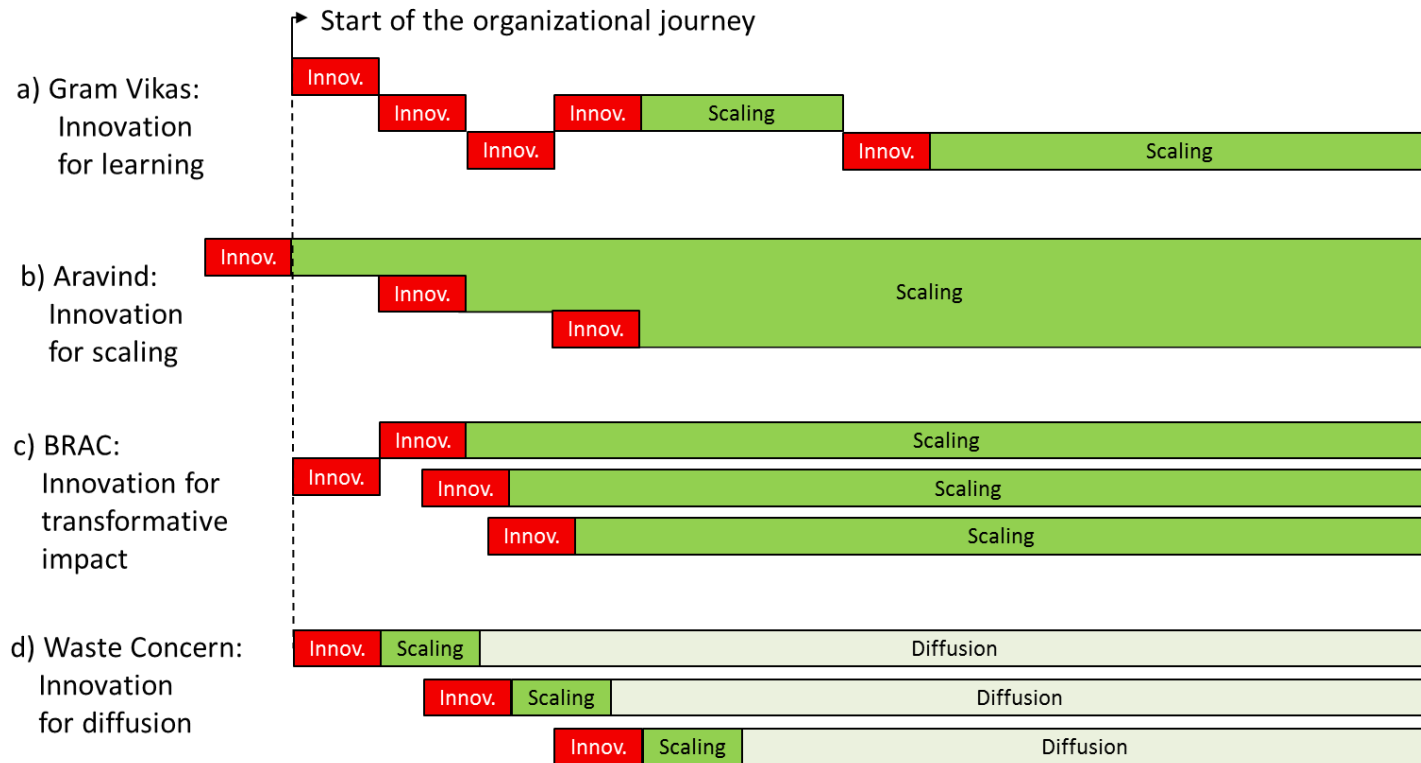 Start of the organizational journey
a) Gram Vikas:
Innovation
for learning
Innov.
Innov.
Innov.
Innov.
Scaling
Innov.
Scaling
b) Aravind:
Innovation
for scaling
Innov.
Innov.
Innov.
Scaling
c) BRAC:
Innovation for
transformative
impact
Innov.
Innov.
Scaling
Innov.
Scaling
Innov.
Scaling
d) Waste Concern:
Innovation
for diffusion
Innov.
Scaling
Diffusion
Innov.
Scaling
Diffusion
Innov.
Scaling
Diffusion